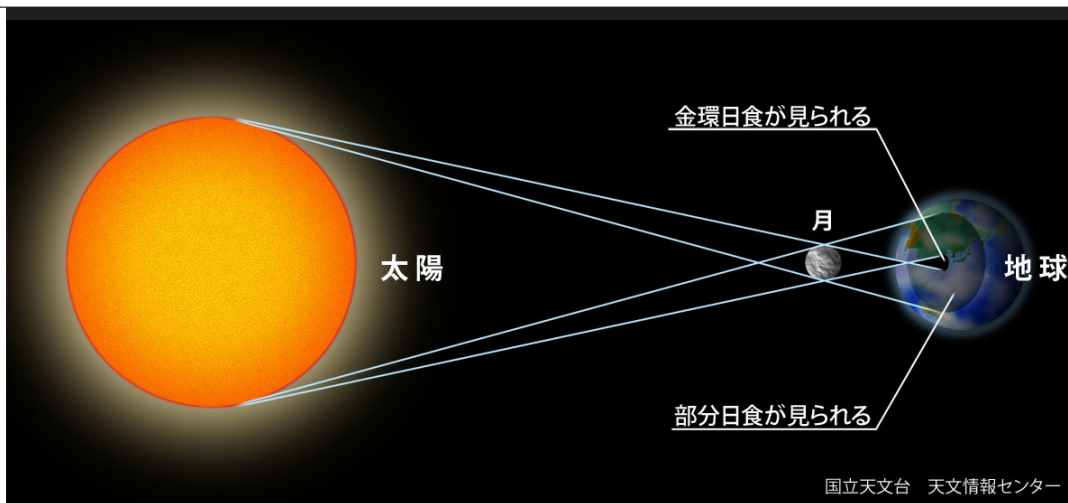 金環日食が見られる
月
太陽
地球
部分日食が見られる
国立天文台　天文情報センター